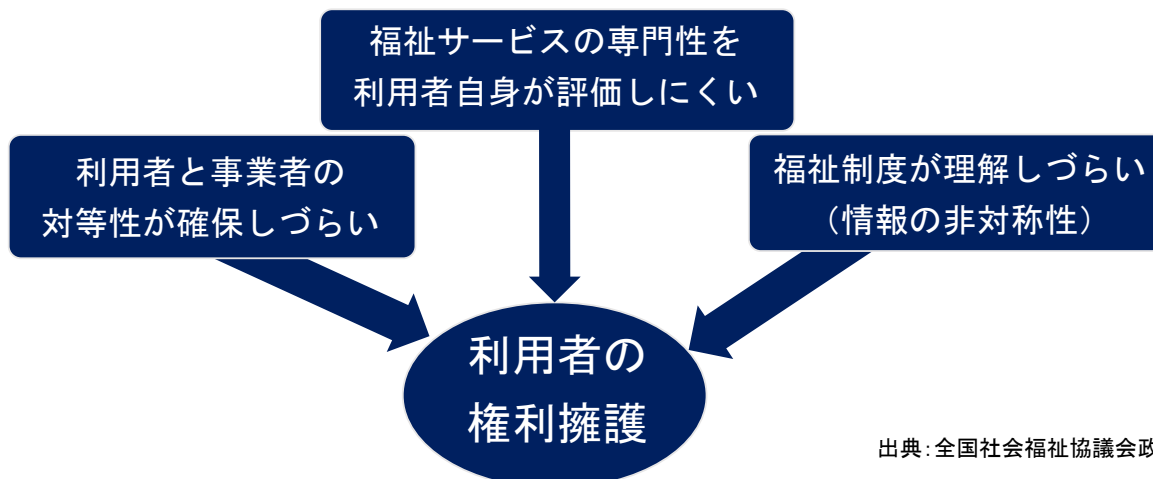 福祉サービスの専門性を
利用者自身が評価しにくい
利用者と事業者の
対等性が確保しづらい
福祉制度が理解しづらい
（情報の非対称性）
利用者の
権利擁護
出典：全国社会福祉協議会政